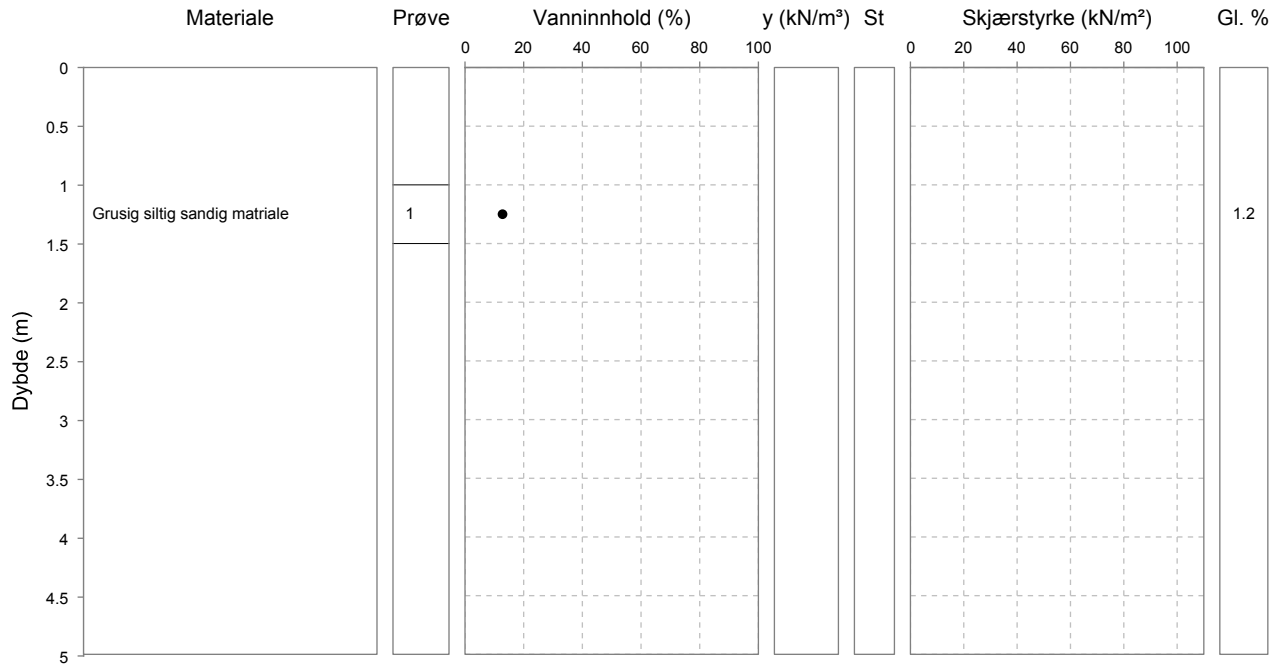 Materiale Prøve Vanninnhold (%) y (kN/m³) St Skjærstyrke (kN/m²) Gl. %
0 20 40 60 80 100 0 20 40 60 80 100
0
0.5
1
Grusig siltig sandig matriale 1 1.2
1.5
2
Dybde (m)
2.5
3
3.5
4
4.5
5